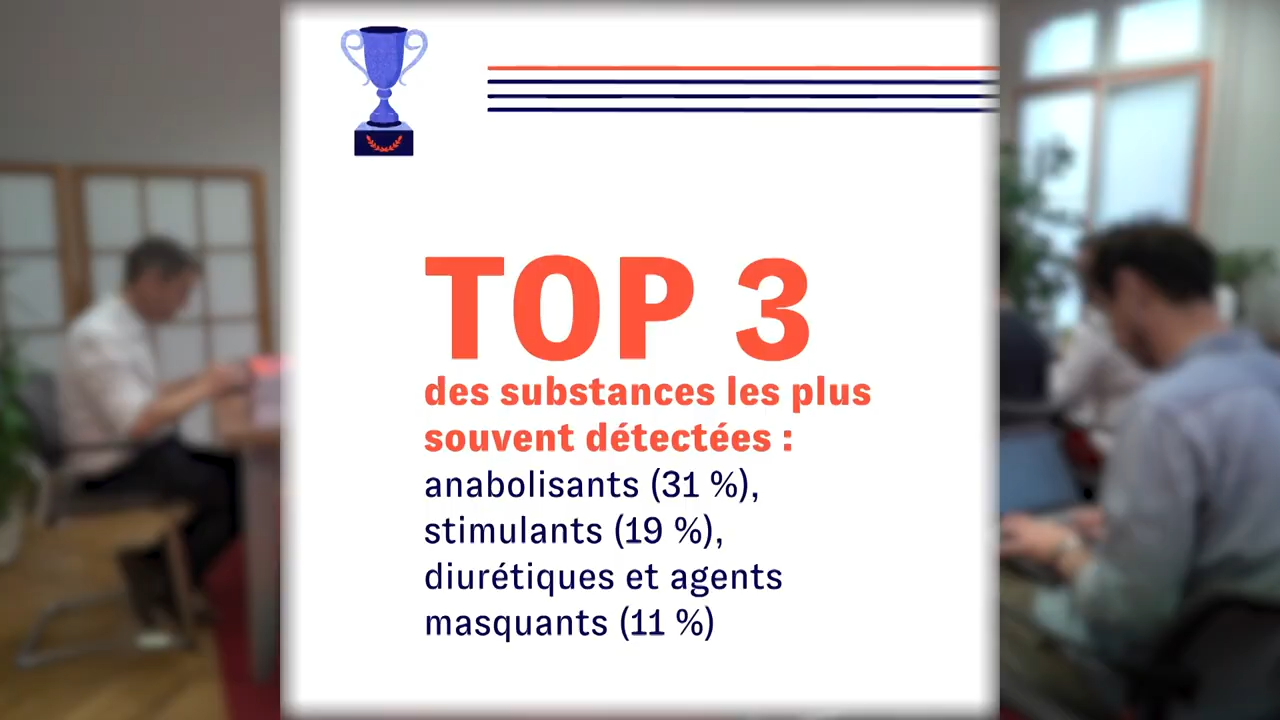 TOP 3
des substances les plus
souvent détectées :
anabolisants (31 %),
stimulants (19 %),
diurétiques et agents
masquants (11 %)